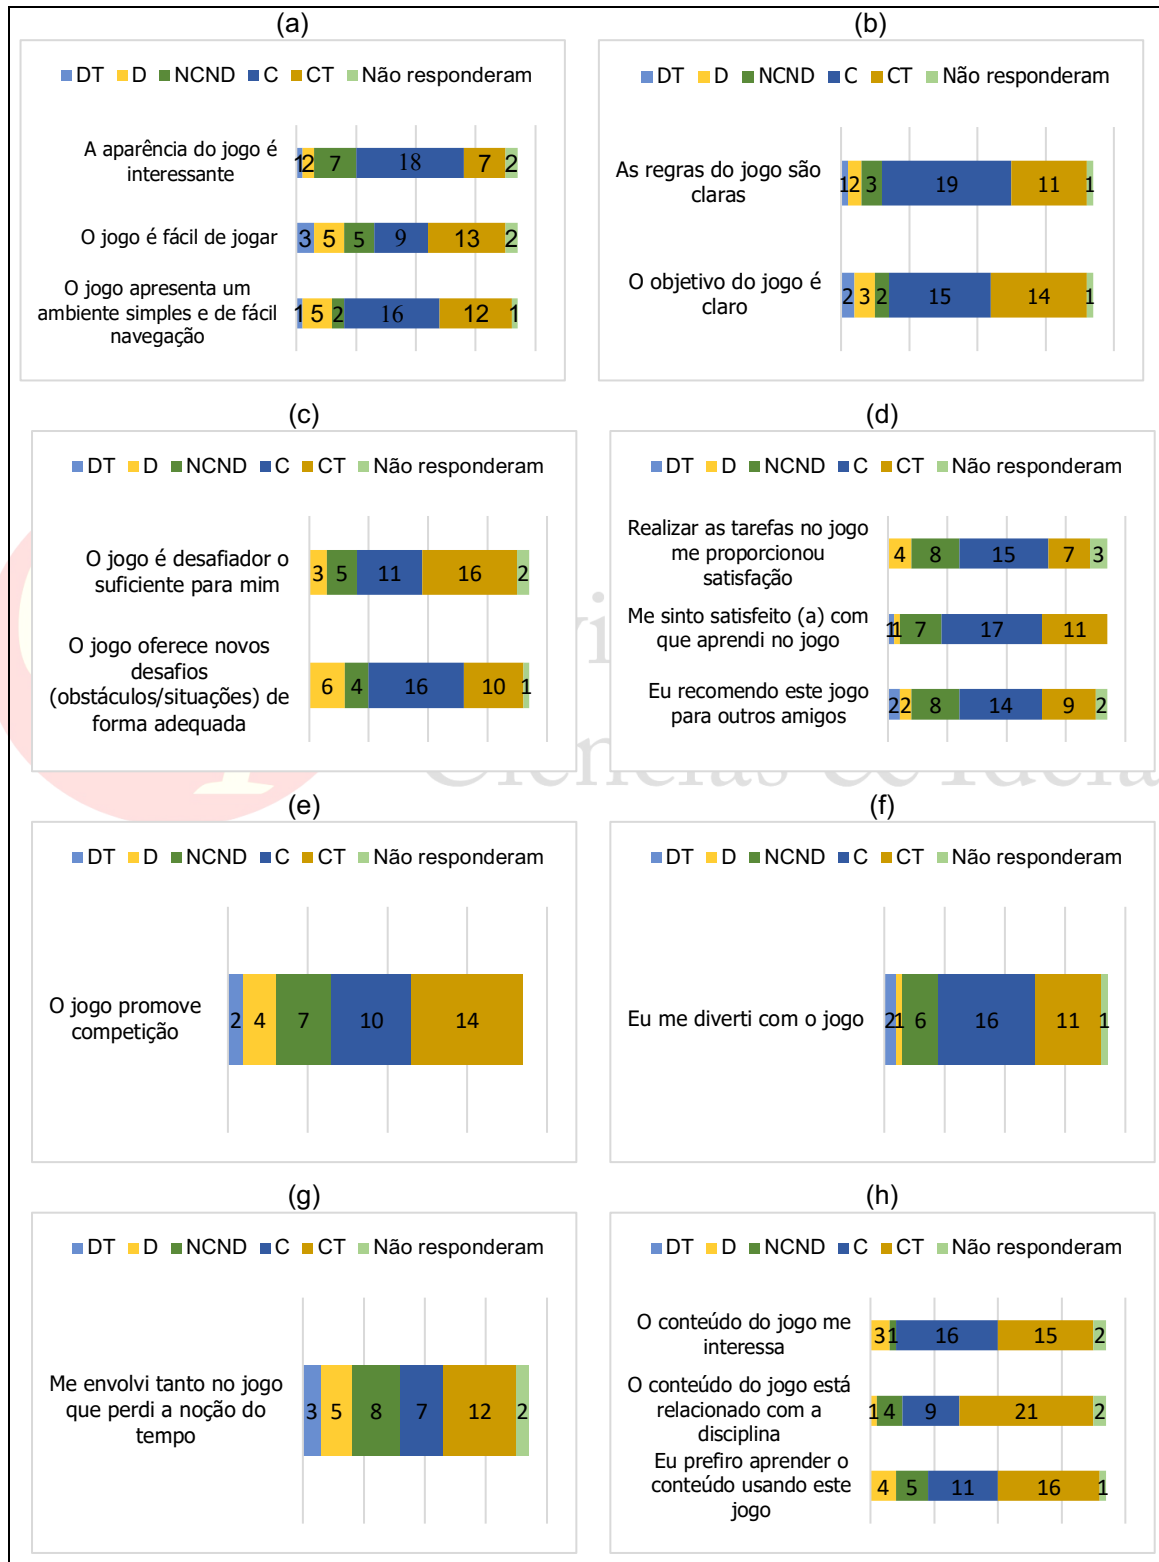 (a)
DT D NCND C CT Não responderam
A aparência do jogo é
interessante
1 2 7 18 7 2
O jogo é fácil de jogar
3 5 5 9 13 2
O jogo apresenta um
ambiente simples e de fácil
navegação
1 5 2 16 12 1
(b)
DT D NCND C CT Não responderam
As regras do jogo são
claras
1 2 3 19 11 1
O objetivo do jogo é
claro
2 3 2 15 14 1
(c)
DT D NCND C CT Não responderam
O jogo é desafiador o
suficiente para mim
3 5 11 16 2
O jogo oferece novos
desafios
(obstáculos/situações) de
forma adequada
6 4 16 10 1
(d)
DT D NCND C CT Não responderam
Realizar as tarefas no jogo
me proporcionou
satisfação
4 8 15 7 3
Me sinto satisfeito (a) com
que aprendi no jogo
1 1 7 17 11
Eu recomendo este jogo
para outros amigos
2 2 8 14 9 2
(e)
DT D NCND C CT Não responderam
O jogo promove
competição
2 4 7 10 14
(f)
DT D NCND C CT Não responderam
Eu me diverti com o jogo
2 1 6 16 11 1
(g)
DT D NCND C CT Não responderam
Me envolvi tanto no jogo
que perdi a noção do
tempo
3 5 8 7 12 2
(h)
DT D NCND C CT Não responderam
O conteúdo do jogo me
interessa
3 1 16 15 2
O conteúdo do jogo está
relacionado com a
disciplina
1 4 9 21 2
Eu prefiro aprender o
conteúdo usando este
jogo
4 5 11 16 1